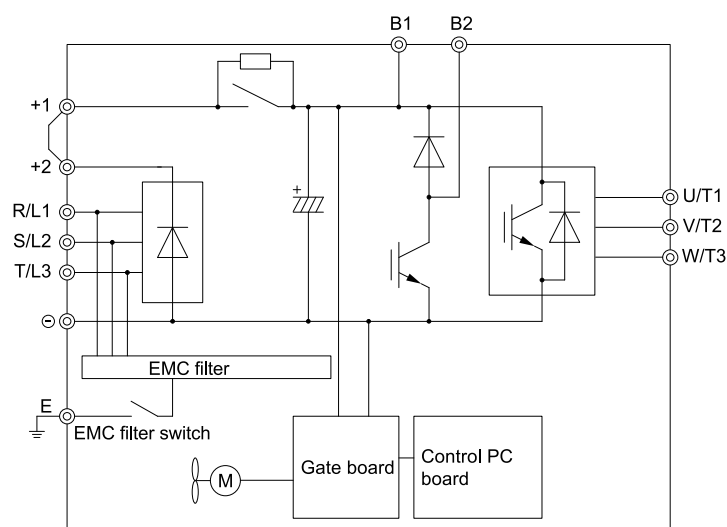 B1 B2
+1
+2
R/L1
S/L2
T/L3
⊖
+
U/T1
V/T2
W/T3
EMC filter
E
EMC filter switch
M
Gate board
Control PC
board